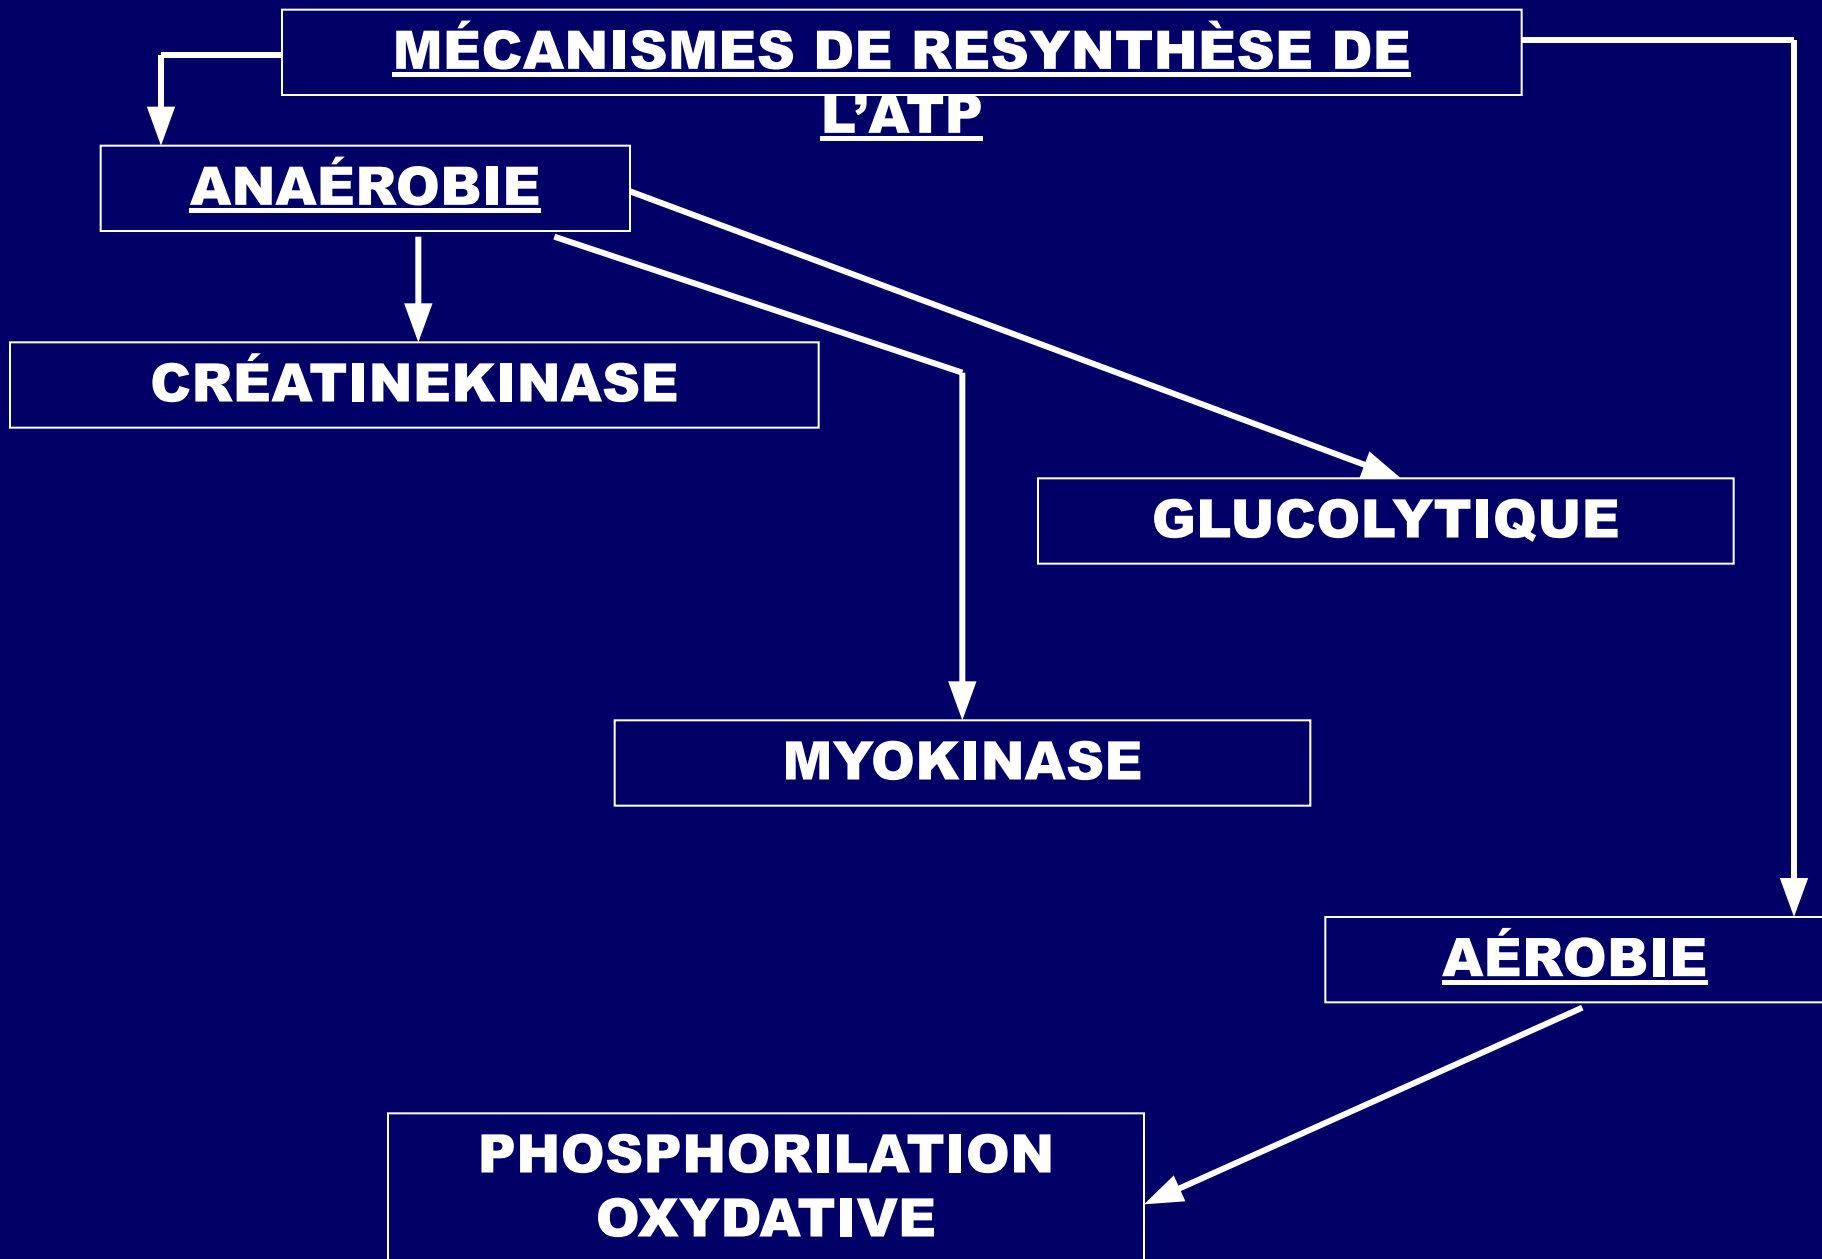 MÉCANISMES DE RESYNTHÈSE DE
L’ATP
ANAÉROBIE
CRÉATINEKINASE
GLUCOLYTIQUE
MYOKINASE
AÉROBIE
PHOSPHORILATION
OXYDATIVE